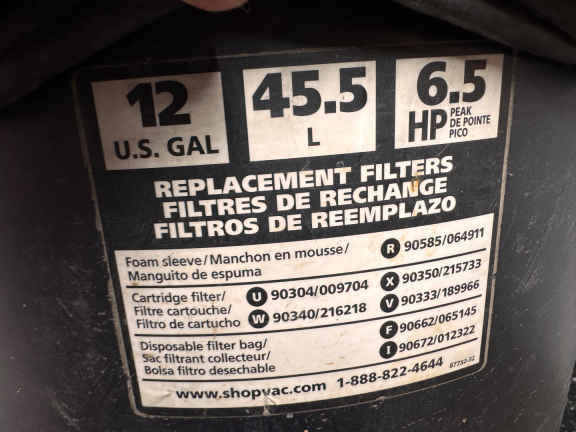 12 U.S. GAL
45.5 L
6.5 HP PEAK DE POINTE PICO
REPLACEMENT FILTERS
FILTRES DE RECHANGE
FILTROS DE REEMPLAZO
Foam sleeve/Manchon en mousse/
Manguito de espuma
R 90585/064911
Cartridge filter/
Filtre cartouche/
Filtro de cartucho
U 90304/009704
X 90350/215733
W 90340/216218
V 90333/189966
Disposable filter bag/
Sac filtrant collecteur/
Bolsa filtro desechable
F 90662/065145
I 90672/012322
www.shopvac.com 1-888-822-4644